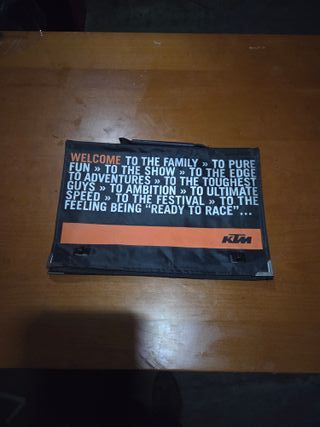 WELCOME TO THE FAMILY » TO PURE
FUN » TO THE SHOW » TO THE EDGE
TO ADVENTURES » TO THE TOUGHEST
GUYS » TO AMBITION » TO ULTIMATE
SPEED » TO THE FESTIVAL » TO THE
FEELING BEING “READY TO RACE”...
KTM